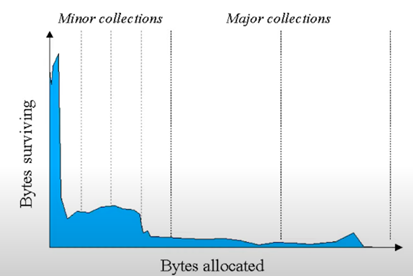 Minor collections
Major collections
Bytes surviving
Bytes allocated